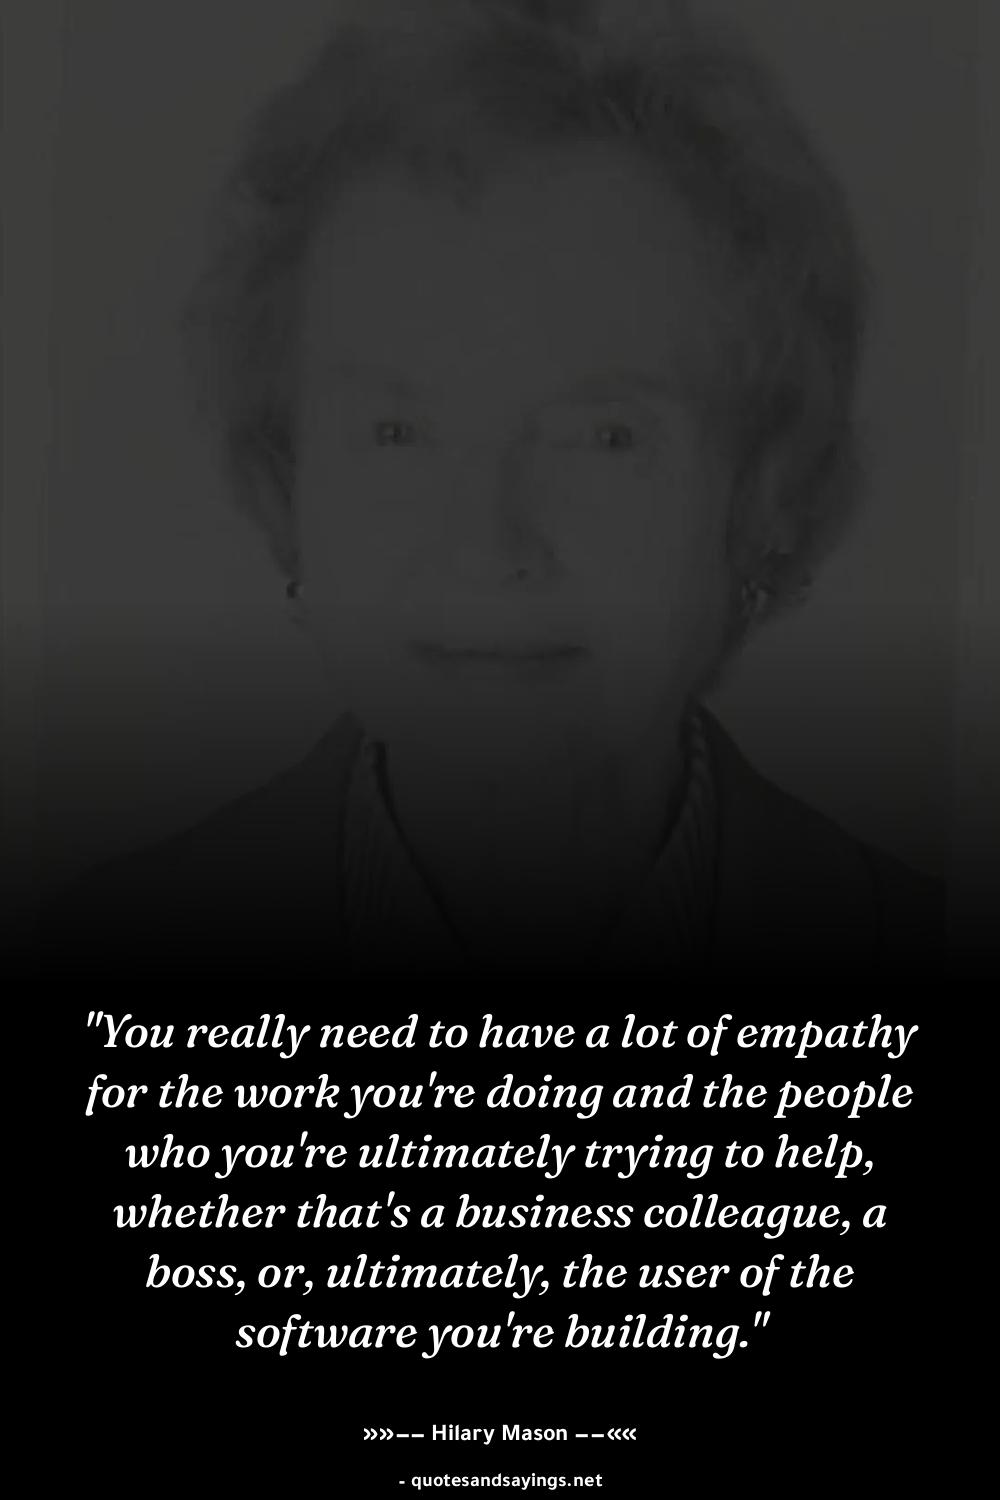 "You really need to have a lot of empathy
for the work you're doing and the people
who you're ultimately trying to help,
whether that's a business colleague, a
boss, or, ultimately, the user of the
software you're building."
»»−− Hilary Mason −−««
- quotesandsayings.net